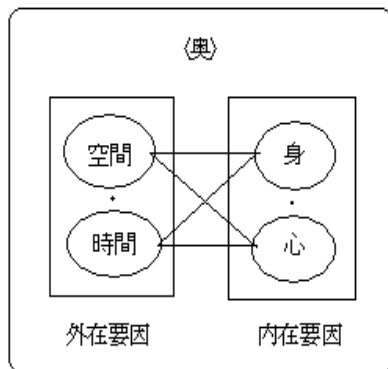 〈奥〉
空間
身
・
・
時間
心
外在要因
内在要因